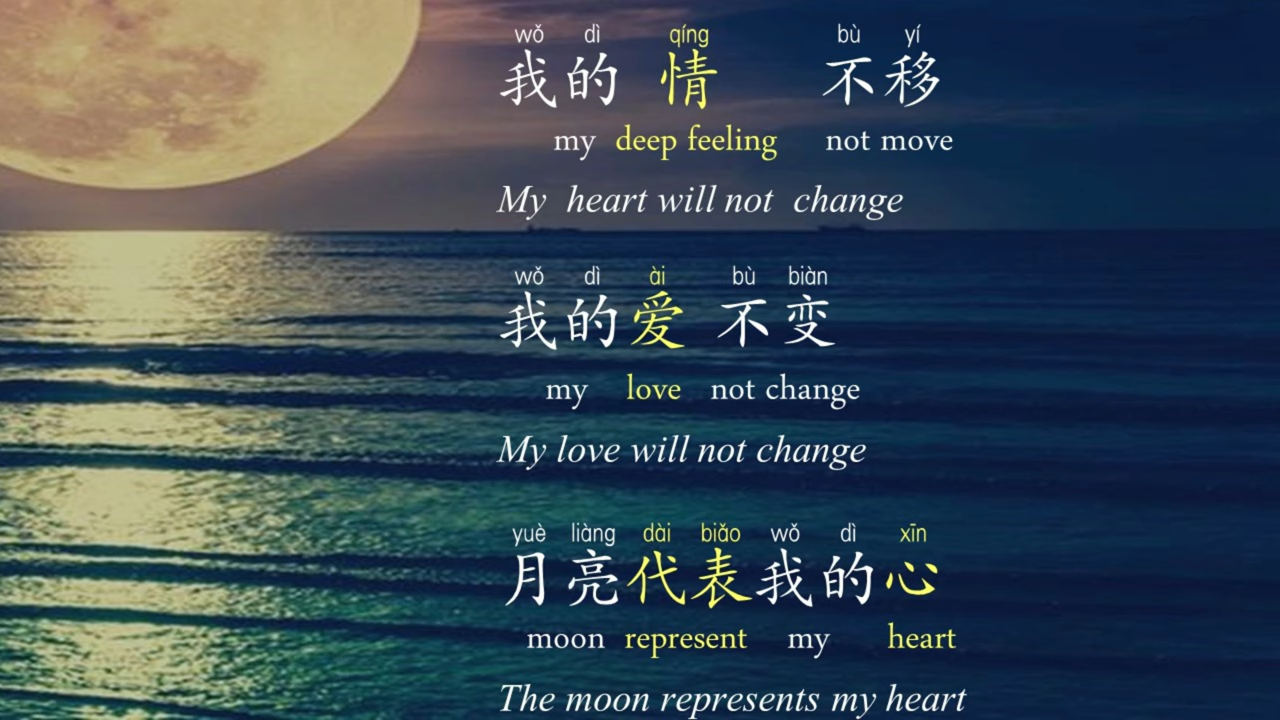 wǒ dì qíng bù yí
我的 情 不移
my deep feeling not move
My heart will not change
wǒ dì ài bù biàn
我的爱 不变
my love not change
My love will not change
yuè liàng dài biǎo wǒ dì xīn
月亮代表我的心
moon represent my heart
The moon represents my heart